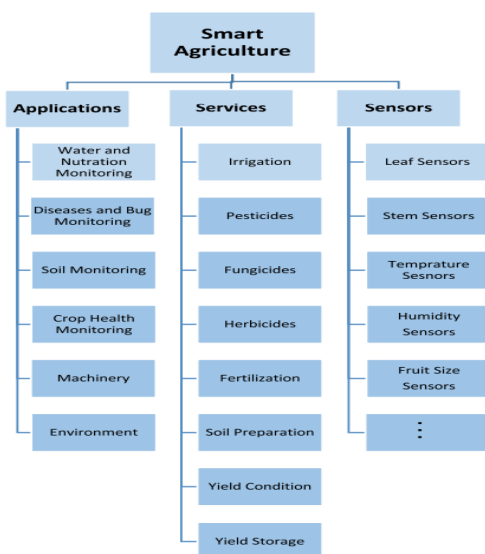 Smart
Agriculture
Applications
Water and
Nutration
Monitoring
Diseases and Bug
Monitoring
Soil Monitoring
Crop Health
Monitoring
Machinery
Environment
Services
Irrigation
Pesticides
Fungicides
Herbicides
Fertilization
Soil Preparation
Yield Condition
Yield Storage
Sensors
Leaf Sensors
Stem Sensors
Temprature
Sesnors
Humidity
Sensors
Fruit Size
Sensors
⋮